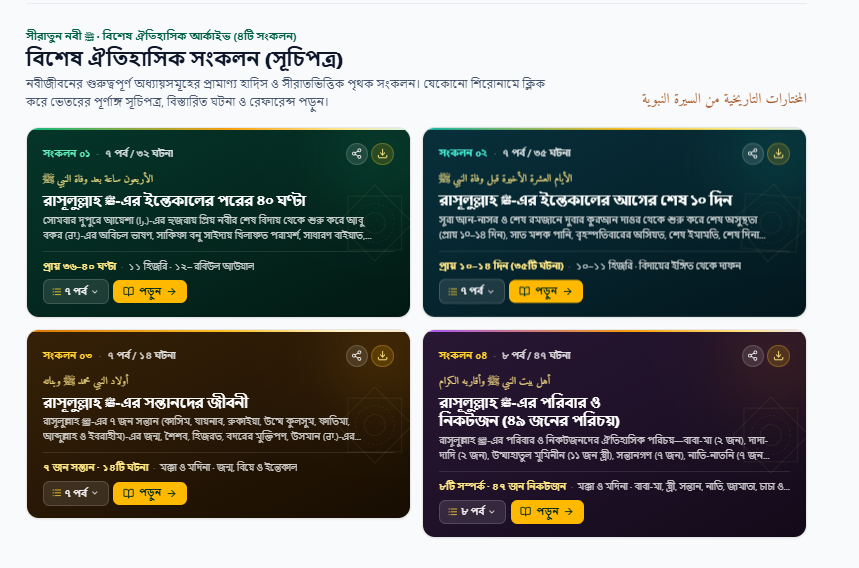 সীরাতুন নবী ﷺ · বিশেষ ঐতিহাসিক আর্কাইভ (৪টি সংকলন)
বিশেষ ঐতিহাসিক সংকলন (সূচিপত্র)
নবীজীবনের গুরুত্বপূর্ণ অধ্যায়সমূহের প্রামাণ্য হাদিস ও সীরাতভিত্তিক পৃথক সংকলন। যেকোনো শিরোনামে ক্লিক
করে ভেতরের পূর্ণাঙ্গ সূচিপত্র, বিস্তারিত ঘটনা ও রেফারেন্স পড়ুন।
المختارات التاريخية من السيرة النبوية
সংকলন ০১ · ৭ পর্ব / ৩২ ঘটনা
الأربعون ساعة بعد وفاة النبي ﷺ
রাসূলুল্লাহ ﷺ-এর ইন্তেকালের পরের ৪০ ঘণ্টা
সোমবার দুপুরে আয়েশা (রা.)-এর হুজরায় প্রিয় নবীর শেষ বিদায় থেকে শুরু করে আবু
বকর (রা.)-এর অবিচল ভাষণ, সাকিফা বনু সাইদায় খিলাফত পরামর্শ, সাধারণ বাইয়াত,...
প্রায় ৩৬–৪০ ঘণ্টা · ১১ হিজরি · ১২– রবিউল আউয়াল
৭ পর্ব
পড়ুন →
সংকলন ০২ · ৭ পর্ব / ৩৫ ঘটনা
الأيام العشرة الأخيرة قبل وفاة النبي ﷺ
রাসূলুল্লাহ ﷺ-এর ইন্তেকালের আগের শেষ ১০ দিন
সূরা আন-নাসর ও শেষ রমজানে দুবার কুরআন দাওর থেকে শুরু করে শেষ অসুস্থতা
(প্রায় ১০–১৪ দিন), সাত মশক পানি, বৃহস্পতিবারের অসিয়ত, শেষ ইমামতি, শেষ দিনা...
প্রায় ১০–১৪ দিন (৩৫টি ঘটনা) · ১০–১১ হিজরি · বিদায়ের ইঙ্গিত থেকে দাফন
৭ পর্ব
পড়ুন →
সংকলন ০৩ · ৭ পর্ব / ১৪ ঘটনা
أولاد النبي محمد ﷺ وبناته
রাসূলুল্লাহ ﷺ-এর সন্তানদের জীবনী
রাসূলুল্লাহ ﷺ-এর ৭ জন সন্তান (কাসিম, যায়নাব, রুকাইয়া, উম্মে কুলসুম, ফাতিমা,
আব্দুল্লাহ ও ইবরাহীম)-এর জন্ম, শৈশব, হিজরত, বদরের মুক্তিপণ, উসমান (রা.)-এর...
৭ জন সন্তান · ১৪টি ঘটনা · মক্কা ও মদিনা · জন্ম, বিয়ে ও ইন্তেকাল
৭ পর্ব
পড়ুন →
সংকলন ০৪ · ৮ পর্ব / ৪৭ ঘটনা
أهل بيت النبي ﷺ وأقاربه الكرام
রাসূলুল্লাহ ﷺ-এর পরিবার ও
নিকটজন (৪৯ জনের পরিচয়)
রাসূলুল্লাহ ﷺ-এর পরিবার ও নিকটজনদের ঐতিহাসিক পরিচয়—বাবা-মা (২ জন), দাদা-
দাদি (২ জন), উম্মাহাতুল মুমিনীন (১১ জন স্ত্রী), সন্তানগণ (৭ জন), নাতি-নাতনি (৭ জন...
৮টি সম্পর্ক · ৪৭ জন নিকটজন · মক্কা ও মদিনা · বাবা-মা, স্ত্রী, সন্তান, নাতি, জামাতা, চাচা ও...
৮ পর্ব
পড়ুন →